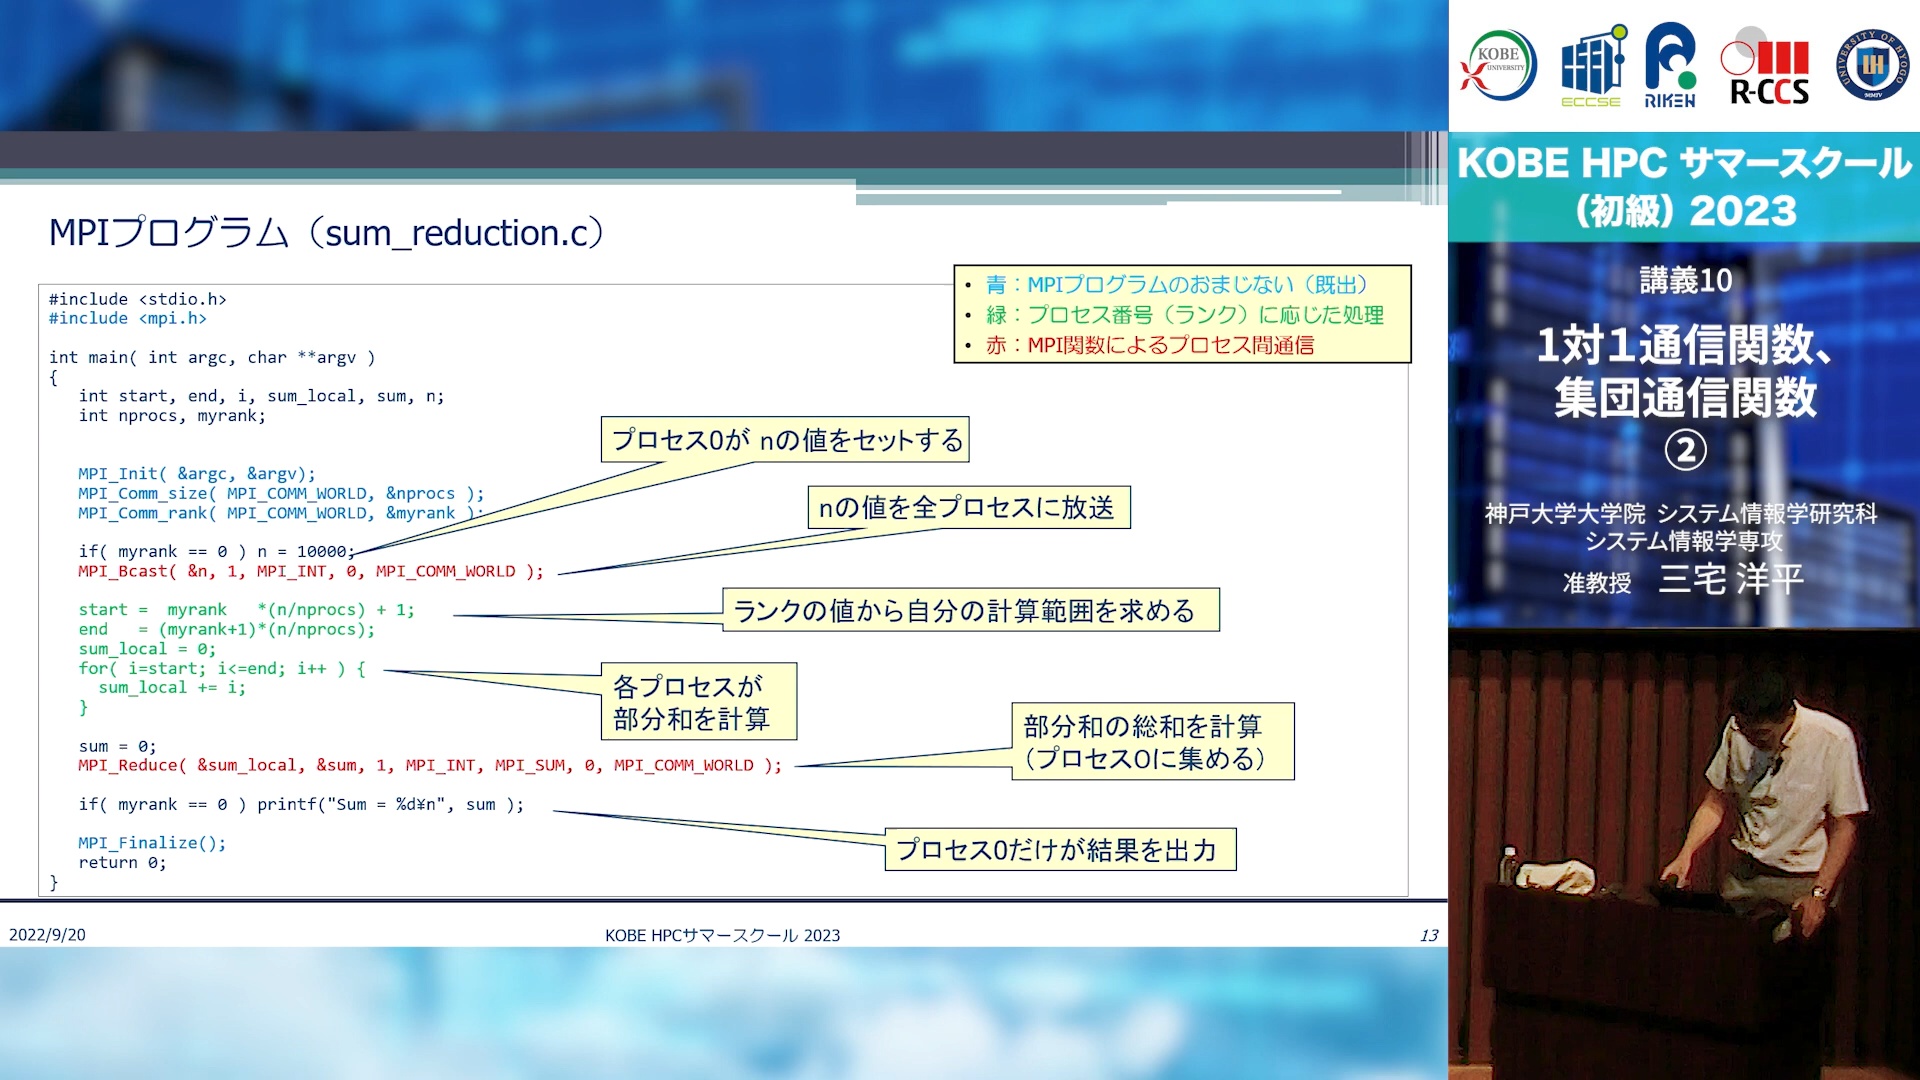 MPIプログラム（sum_reduction.c）
• 青：MPIプログラムのおまじない（既出）
• 緑：プロセス番号（ランク）に応じた処理
• 赤：MPI関数によるプロセス間通信
#include <stdio.h>
#include <mpi.h>
int main( int argc, char **argv )
{
int start, end, i, sum_local, sum, n;
int nprocs, myrank;
プロセス0が nの値をセットする
MPI_Init( &argc, &argv);
MPI_Comm_size( MPI_COMM_WORLD, &nprocs );
MPI_Comm_rank( MPI_COMM_WORLD, &myrank );
nの値を全プロセスに放送
if( myrank == 0 ) n = 10000;
MPI_Bcast( &n, 1, MPI_INT, 0, MPI_COMM_WORLD );
start =  myrank   *(n/nprocs) + 1;
end   = (myrank+1)*(n/nprocs);
ランクの値から自分の計算範囲を求める
sum_local = 0;
for( i=start; i<=end; i++ ) {
sum_local += i;
}
各プロセスが
部分和を計算
sum = 0;
MPI_Reduce( &sum_local, &sum, 1, MPI_INT, MPI_SUM, 0, MPI_COMM_WORLD );
部分和の総和を計算
（プロセス0に集める）
if( myrank == 0 ) printf("Sum = %d¥n", sum );
プロセス0だけが結果を出力
MPI_Finalize();
return 0;
}
2022/9/20
KOBE HPCサマースクール 2023
13
KOBE
UNIVERSITY
ECCSE
RIKEN
R-CCS
UNIVERSITY OF HYOGO
KOBE HPC サマースクール
（初級）2023
講義10
1対１通信関数、
集団通信関数
②
神戸大学大学院 システム情報学研究科
システム情報学専攻
准教授 三宅 洋平